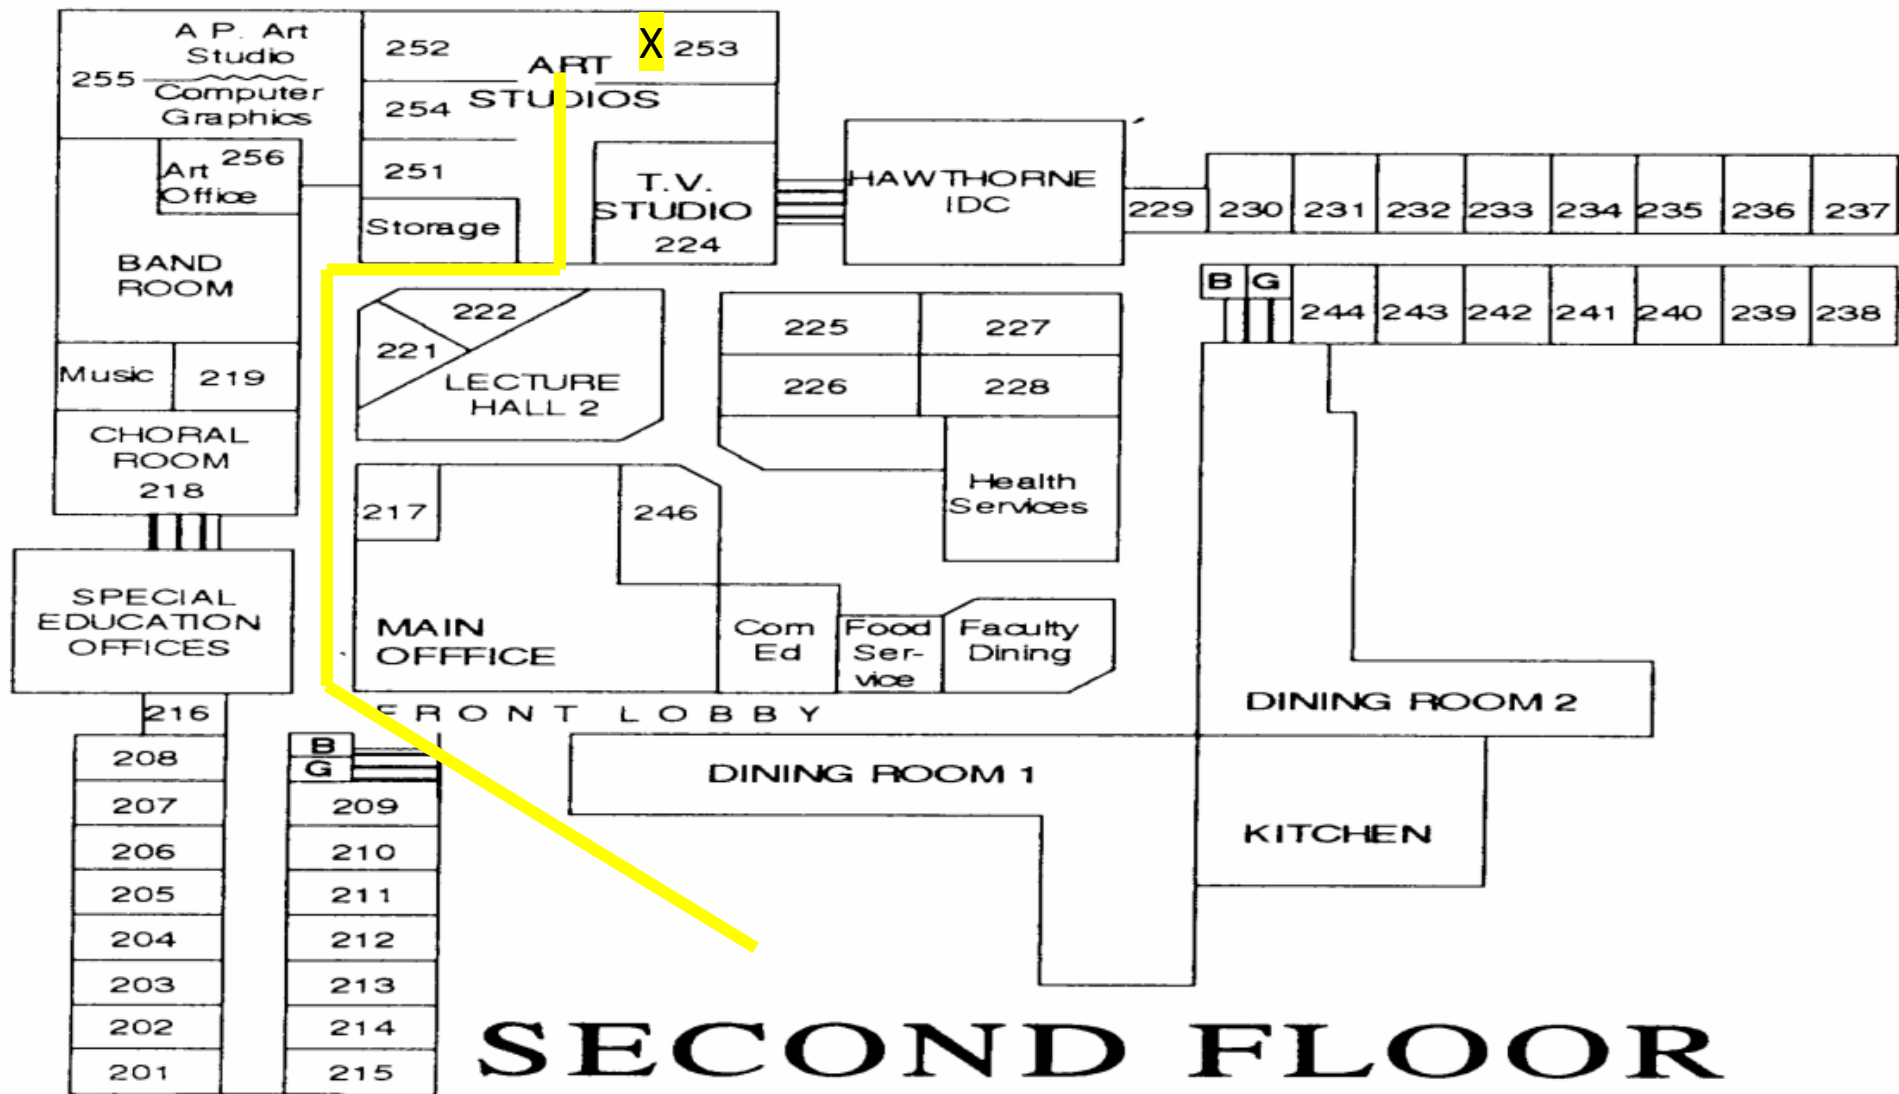 A P. Art
Studio
255
Computer
Graphics
252
ART
X 253
STUDIOS
254
256
Art
Office
251
Storage
T.V.
STUDIO
224
HAWTHORNE
IDC
229
230
231
232
233
234
235
236
237
BAND
ROOM
B G
244
243
242
241
240
239
238
222
221
LECTURE
HALL 2
225
227
226
228
Music
219
CHORAL
ROOM
218
217
246
Health
Services
SPECIAL
EDUCATION
OFFICES
MAIN
OFFFICE
Com
Ed
Food
Ser-
vice
Faculty
Dining
216
FRONT LOBBY
DINING ROOM 2
208
B
G
DINING ROOM 1
207
209
KITCHEN
206
210
205
211
204
212
203
213
202
214
201
215
SECOND FLOOR